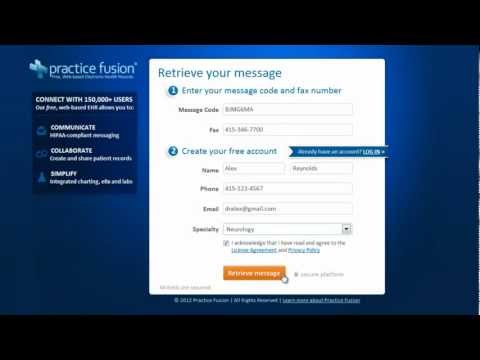 practice fusion
Free, Web-based Electronic Health Records
CONNECT WITH 150,000+ USERS
Our free, web-based EHR allows you to:
COMMUNICATE
HIPAA-compliant messaging
COLLABORATE
Create and share patient records
SIMPLIFY
Integrated charting, eRx and labs
Retrieve your message
1 Enter your message code and fax number
Message Code
Fax 415-346-7700
2 Create your free account
Already have an account? LOG IN »
Name Alex Reynolds
Phone 415-123-4567
Email dralex@gmail.com
Specialty Neurology
I acknowledge that I have read and agree to the
License Agreement and Privacy Policy
Retrieve message
secure platform
All fields are required.
© 2012 Practice Fusion | All Rights Reserved | Learn more about Practice Fusion